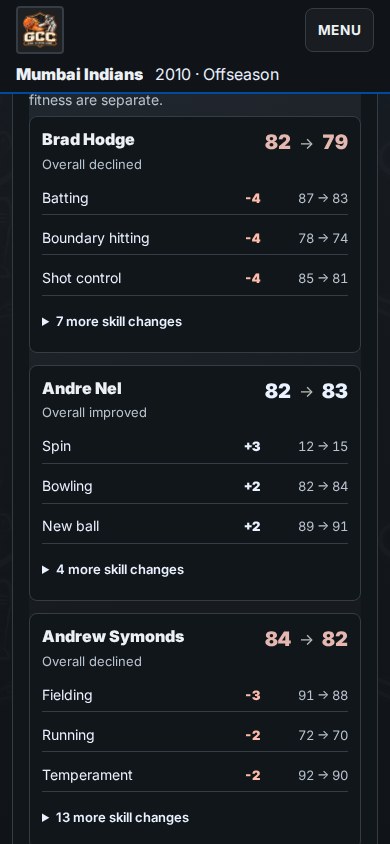 GCC
MENU
Mumbai Indians 2010 · Offseason
fitness are separate.
Brad Hodge 82 → 79
Overall declined
Batting -4 87 → 83
Boundary hitting -4 78 → 74
Shot control -4 85 → 81
▶ 7 more skill changes
Andre Nel 82 → 83
Overall improved
Spin +3 12 → 15
Bowling +2 82 → 84
New ball +2 89 → 91
▶ 4 more skill changes
Andrew Symonds 84 → 82
Overall declined
Fielding -3 91 → 88
Running -2 72 → 70
Temperament -2 92 → 90
▶ 13 more skill changes